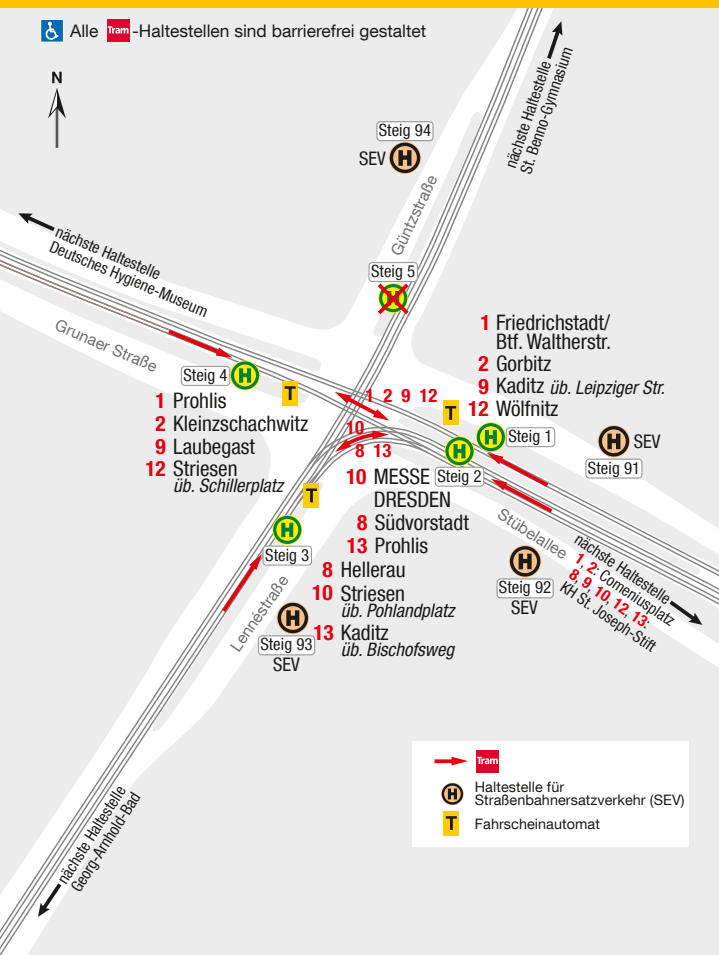 Alle Tram-Haltestellen sind barrierefrei gestaltet
N
nächste Haltestelle
St. Benno-Gymnasium
Steig 94
SEV H
Güntzstraße
nächste Haltestelle
Deutsches Hygiene-Museum
Steig 5
H
Grunaer Straße
Steig 4 H
T
1 Prohlis
2 Kleinzschachwitz
9 Laubegast
12 Striesen
üb. Schillerplatz
1 2 9 12
10
8 13
1 Friedrichstadt/
Btf. Waltherstr.
2 Gorbitz
9 Kaditz üb. Leipziger Str.
12 Wölfnitz
T
H Steig 1
H SEV
Steig 91
H
Steig 2
10 MESSE
DRESDEN
8 Südvorstadt
13 Prohlis
T
H
Steig 3
8 Hellerau
10 Striesen
üb. Pohlandplatz
13 Kaditz
üb. Bischofsweg
Stübelallee
H
Steig 92
SEV
nächste Haltestelle
1, 2: Comeniusplatz
8, 9, 10, 12, 13:
KH St. Joseph-Stift
Lennéstraße
H
Steig 93
SEV
nächste Haltestelle
Georg-Arnhold-Bad
Tram
H Haltestelle für
Straßenbahnersatzverkehr (SEV)
T Fahrscheinautomat